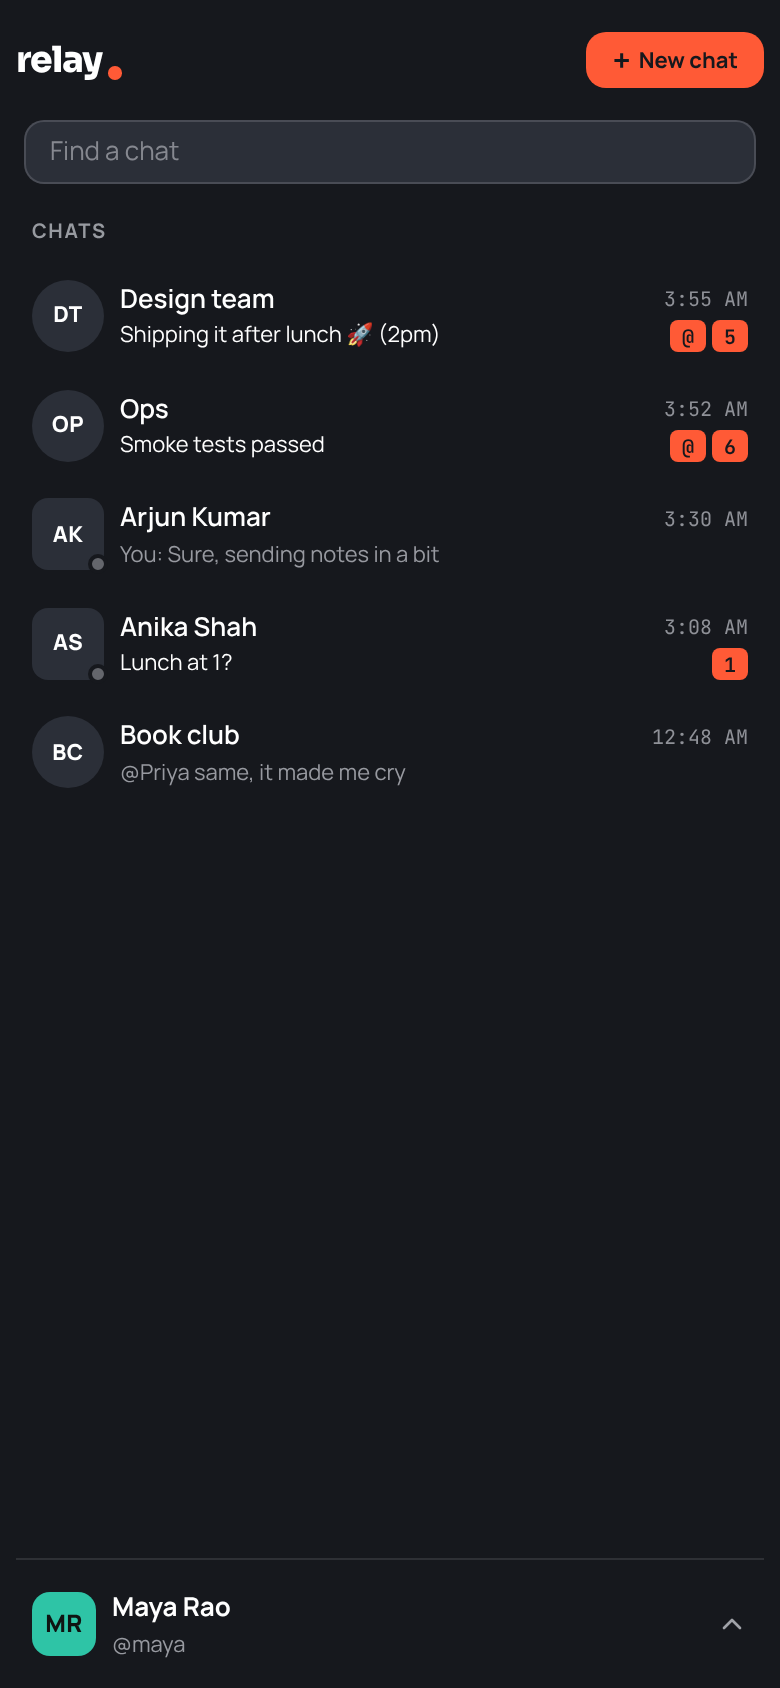 relay.
+ New chat
Find a chat
CHATS
DT
Design team
3:55 AM
Shipping it after lunch 🚀 (2pm)
@ 5
OP
Ops
3:52 AM
Smoke tests passed
@ 6
AK
Arjun Kumar
3:30 AM
You: Sure, sending notes in a bit
AS
Anika Shah
3:08 AM
Lunch at 1?
1
BC
Book club
12:48 AM
@Priya same, it made me cry
MR
Maya Rao
@maya